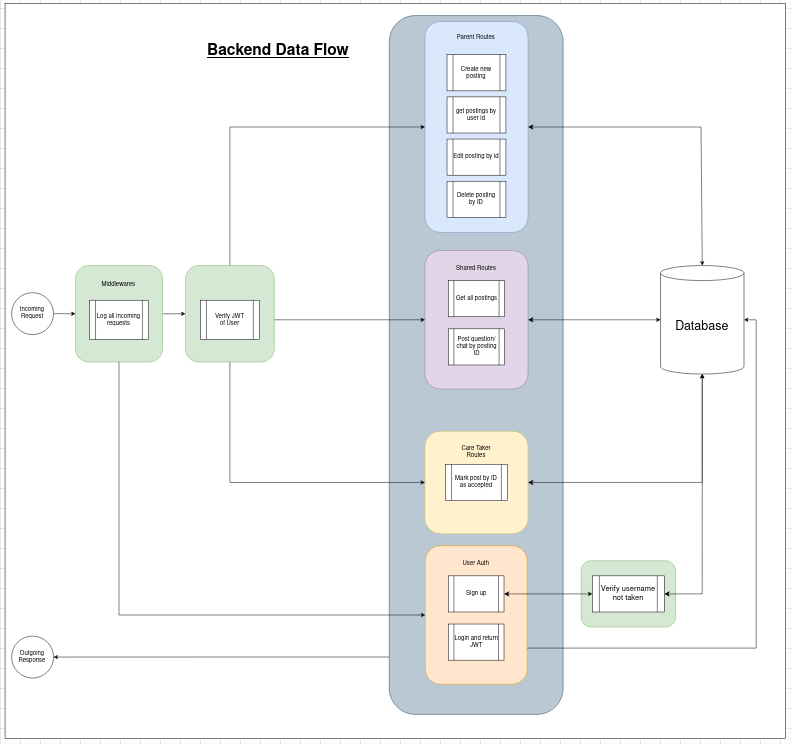 Backend Data Flow
Parent Routes
Create new
posting
get postings by
user id
Edit posting by id
Delete posting
by ID
Shared Routes
Get all postings
Post question/
chat by posting
ID
Care Taker
Routes
Mark post by ID
as accepted
User Auth
Sign up
Login and return
JWT
Incoming
Request
Middlewares
Log all incoming
requests
Verify JWT
of User
Database
Verify username
not taken
Outgoing
Response